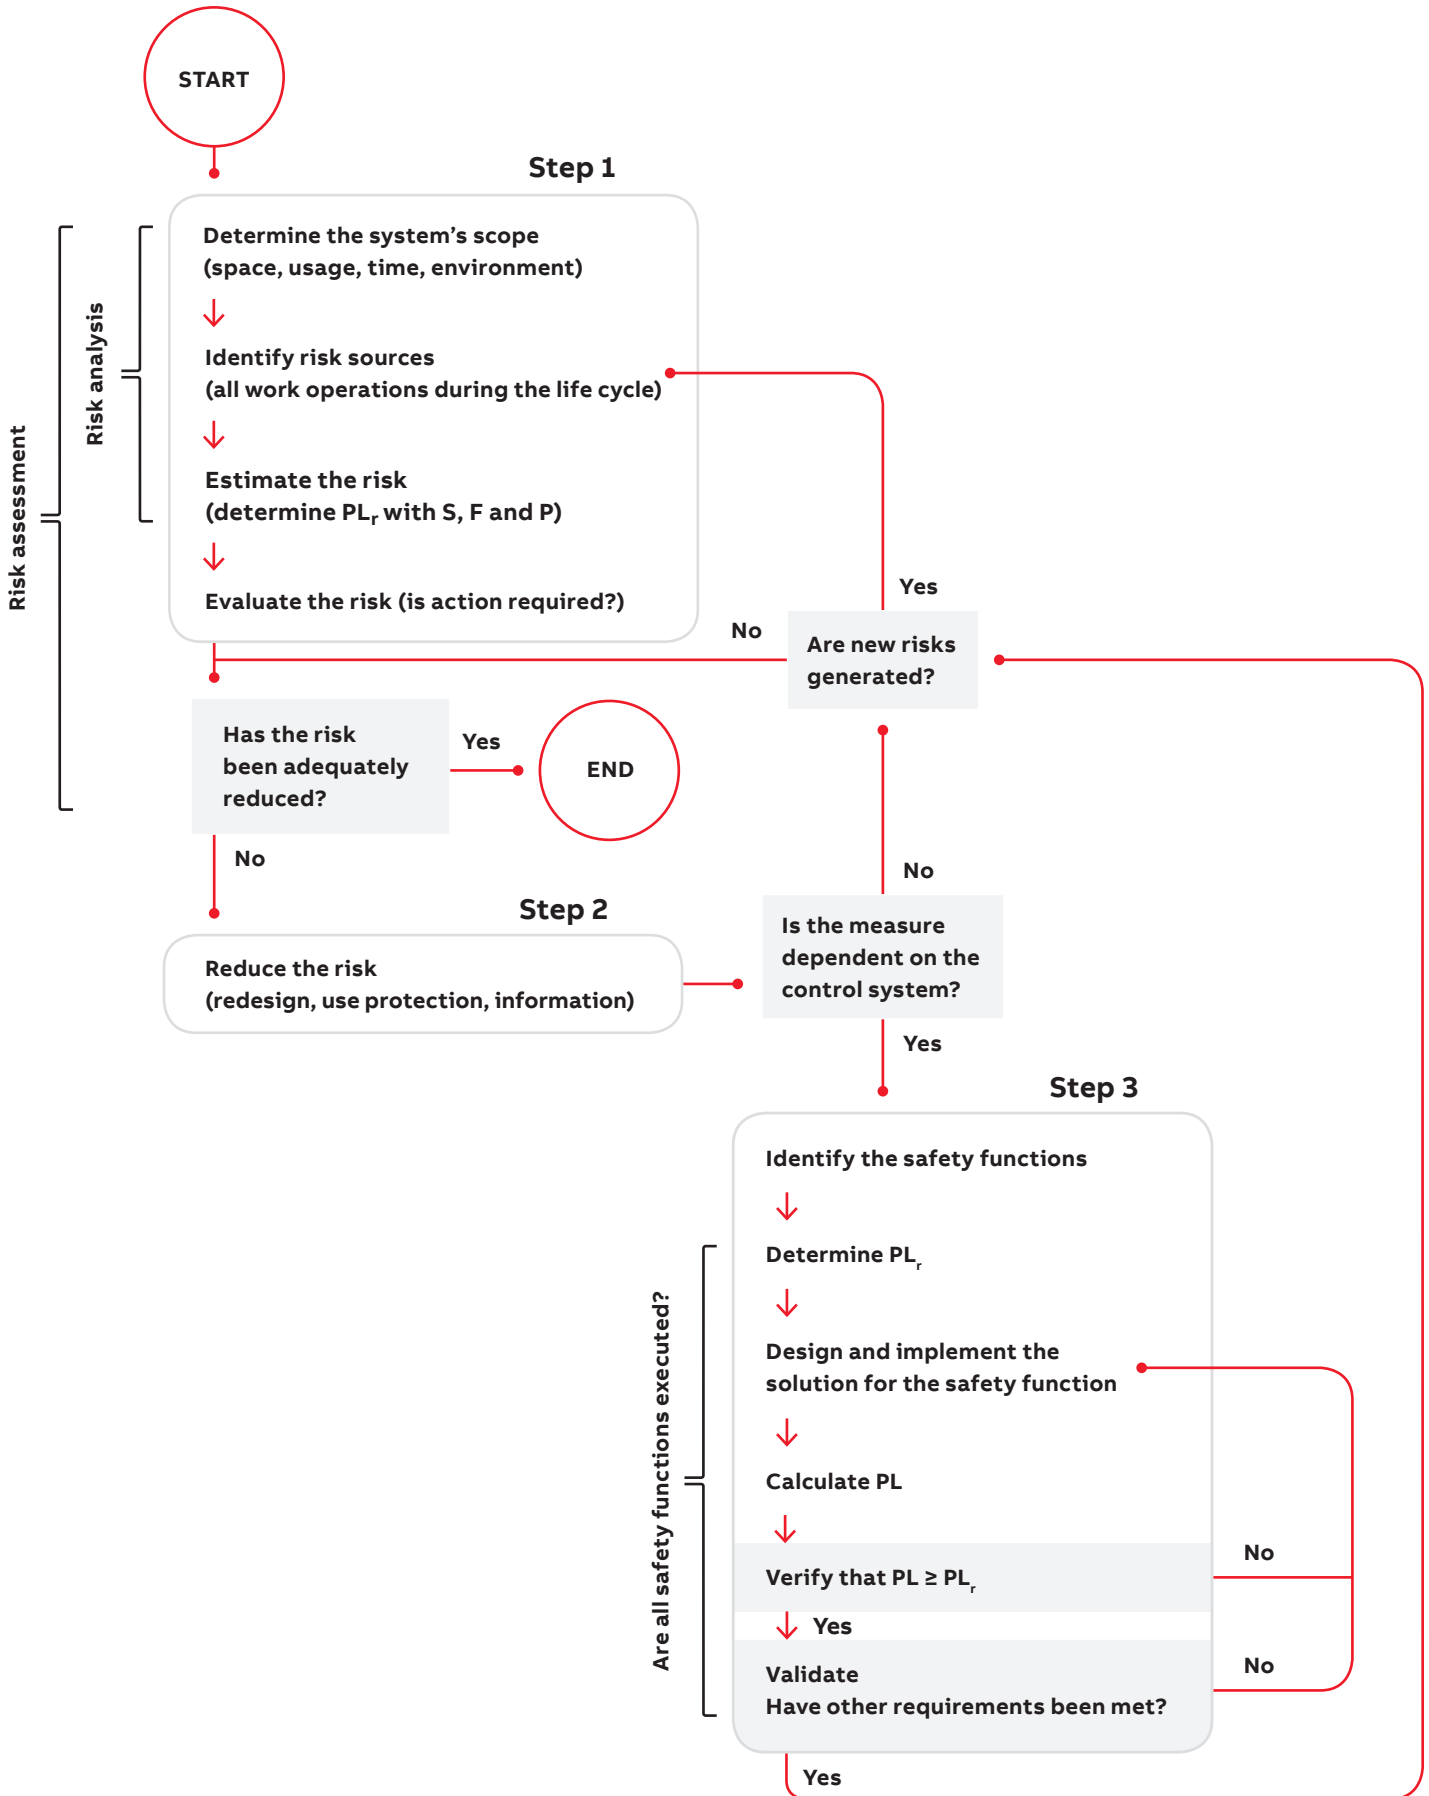 START
Step 1
Risk assessment
Risk analysis
Determine the system’s scope
(space, usage, time, environment)
Identify risk sources
(all work operations during the life cycle)
Estimate the risk
(determine PLr with S, F and P)
Evaluate the risk (is action required?)
Yes
No
Are new risks
generated?
Has the risk
been adequately
reduced?
Yes
END
No
No
Step 2
Reduce the risk
(redesign, use protection, information)
Is the measure
dependent on the
control system?
Yes
Step 3
Are all safety functions executed?
Identify the safety functions
Determine PLr
Design and implement the
solution for the safety function
Calculate PL
Verify that PL ≥ PLr
No
Yes
Validate
Have other requirements been met?
No
Yes